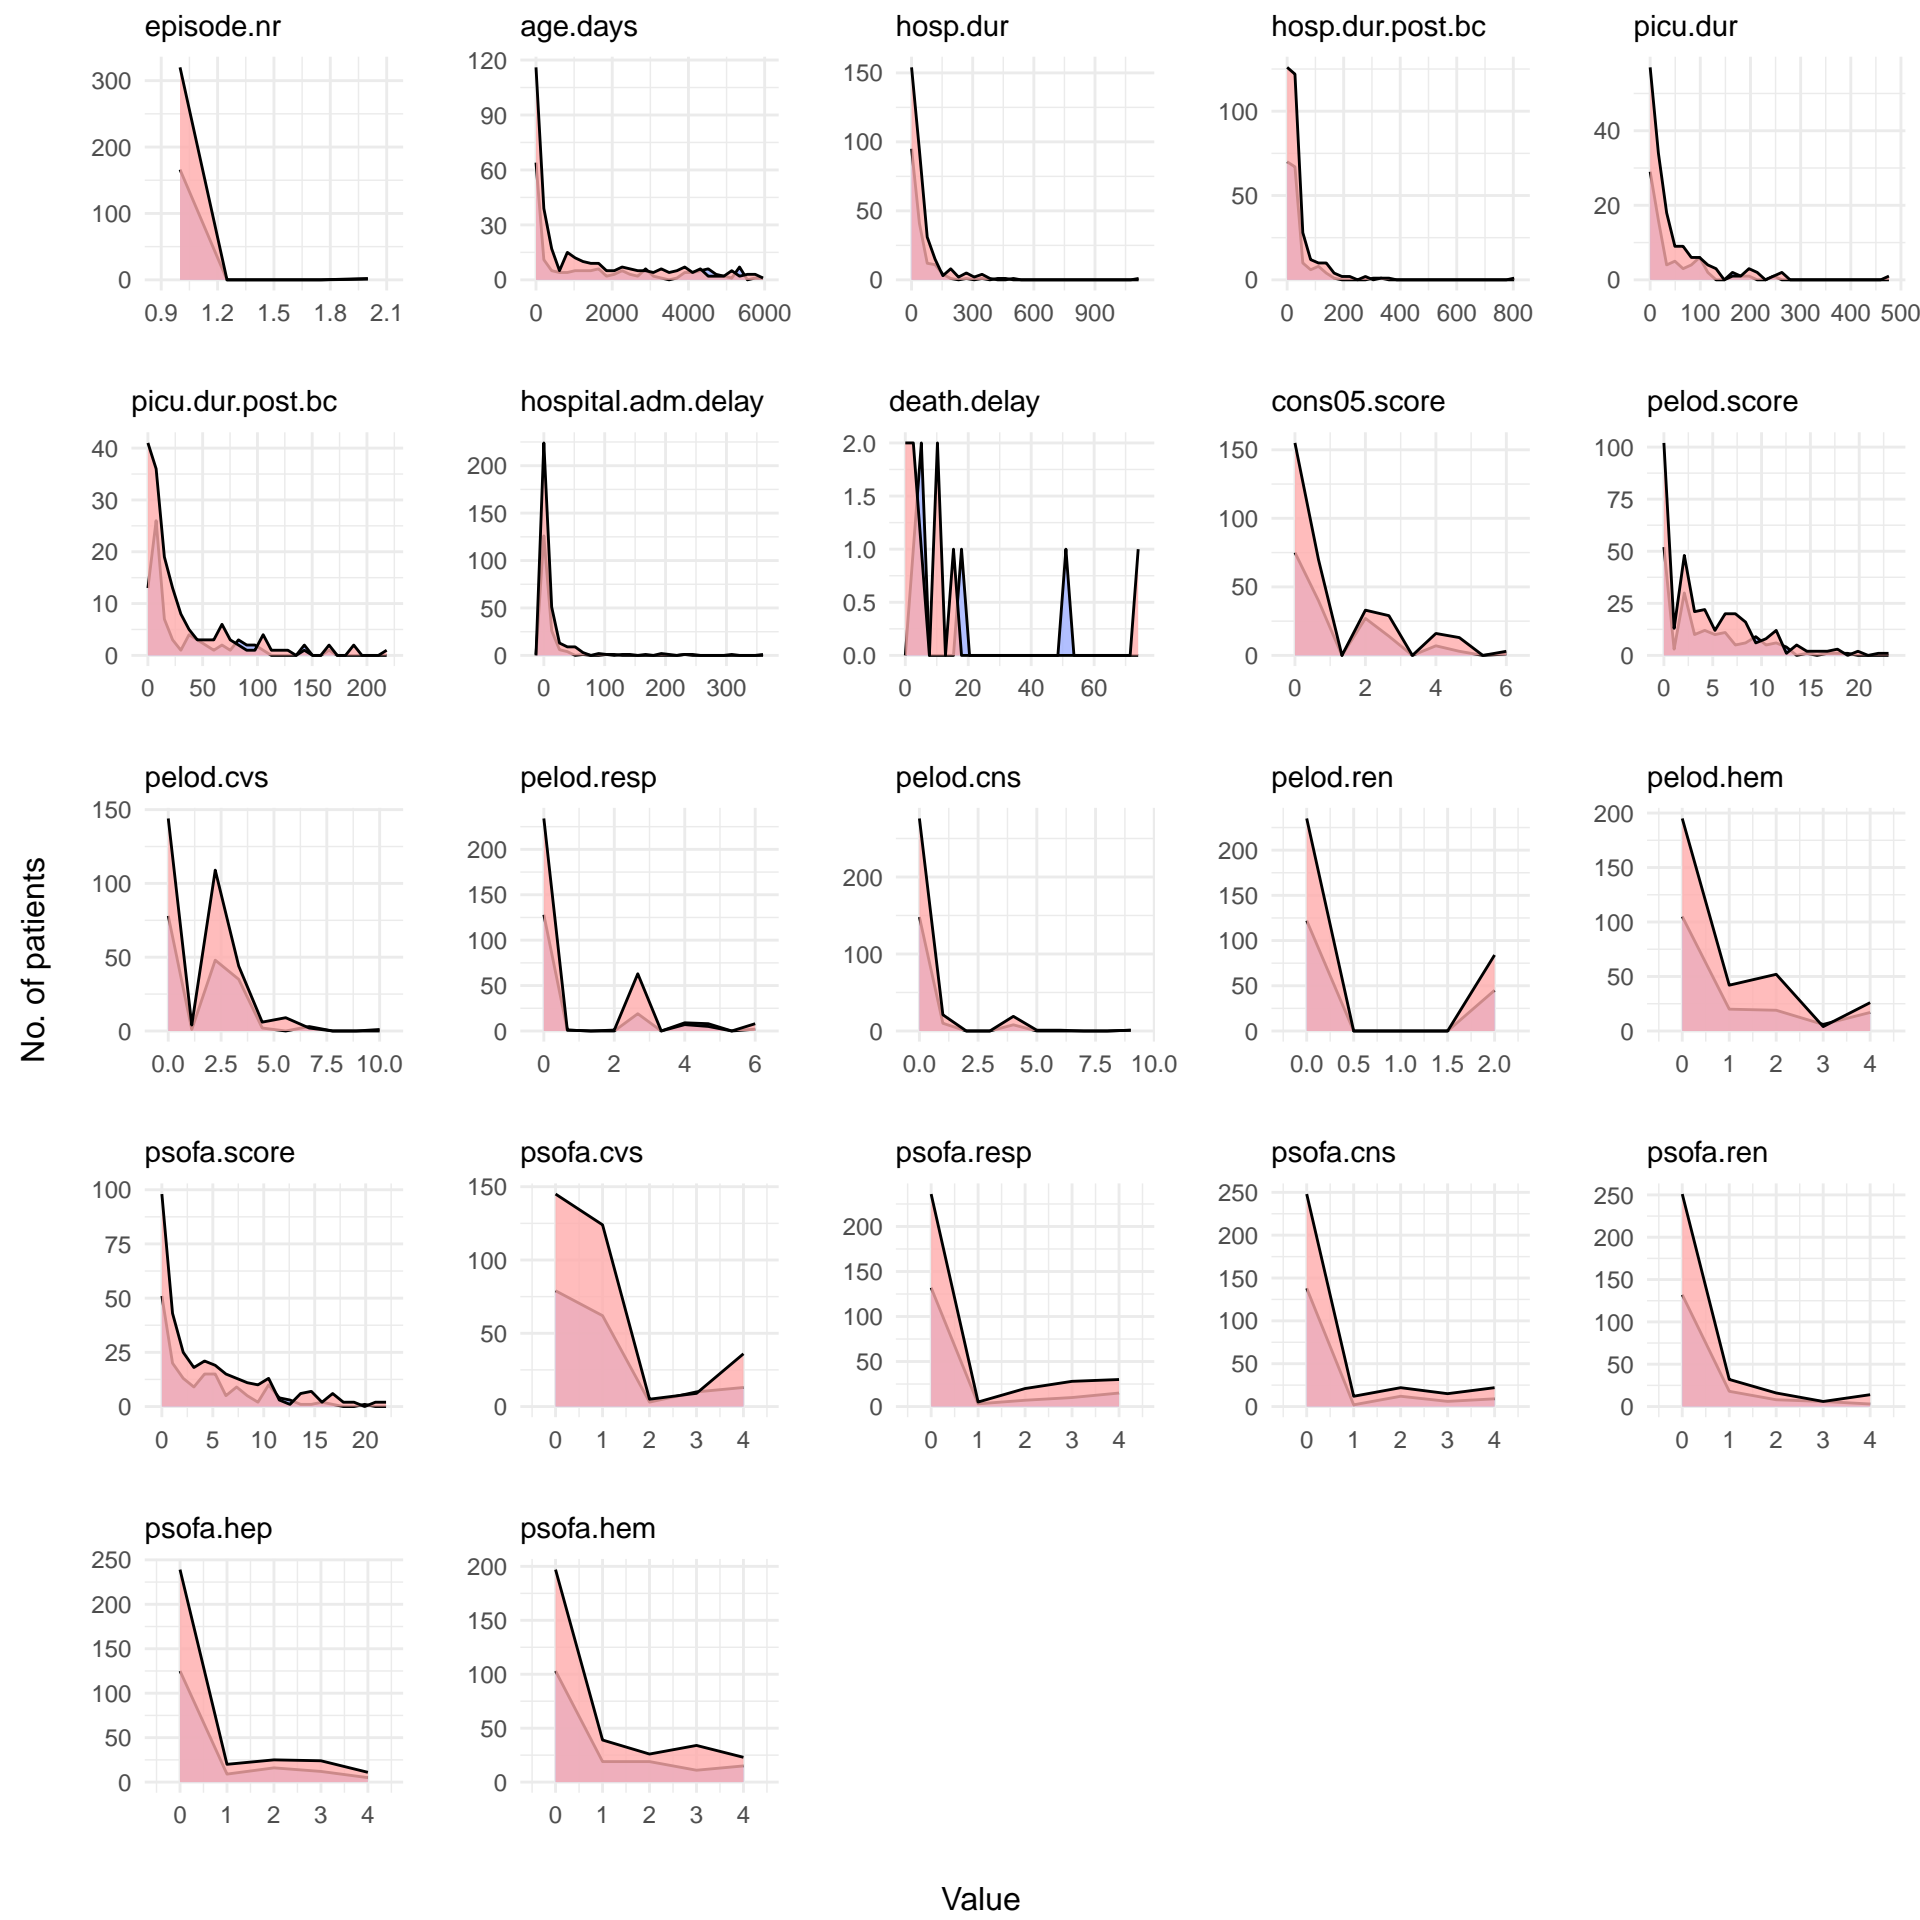 episode.nr age.days hosp.dur hosp.dur.post.bc picu.dur
300 200 100 0 0.9 1.2 1.5 1.8 2.1
120 90 60 30 0 0 2000 4000 6000
150 100 50 0 0 300 600 900
100 50 0 0 200 400 600 800
40 20 0 0 100 200 300 400 500
picu.dur.post.bc hospital.adm.delay death.delay cons05.score pelod.score
40 30 20 10 0 0 50 100 150 200
200 150 100 50 0 0 100 200 300
2.0 1.5 1.0 0.5 0.0 0 20 40 60
150 100 50 0 0 2 4 6
100 75 50 25 0 0 5 10 15 20
pelod.cvs pelod.resp pelod.cns pelod.ren pelod.hem
150 100 50 0 0.0 2.5 5.0 7.5 10.0
200 150 100 50 0 0 2 4 6
200 100 0 0.0 2.5 5.0 7.5 10.0
200 150 100 50 0 0.0 0.5 1.0 1.5 2.0
200 150 100 50 0 0 1 2 3 4
No. of patients
psofa.score psofa.cvs psofa.resp psofa.cns psofa.ren
100 75 50 25 0 0 5 10 15 20
150 100 50 0 0 1 2 3 4
200 150 100 50 0 0 1 2 3 4
250 200 150 100 50 0 0 1 2 3 4
250 200 150 100 50 0 0 1 2 3 4
psofa.hep psofa.hem
250 200 150 100 50 0 0 1 2 3 4
200 150 100 50 0 0 1 2 3 4
Value